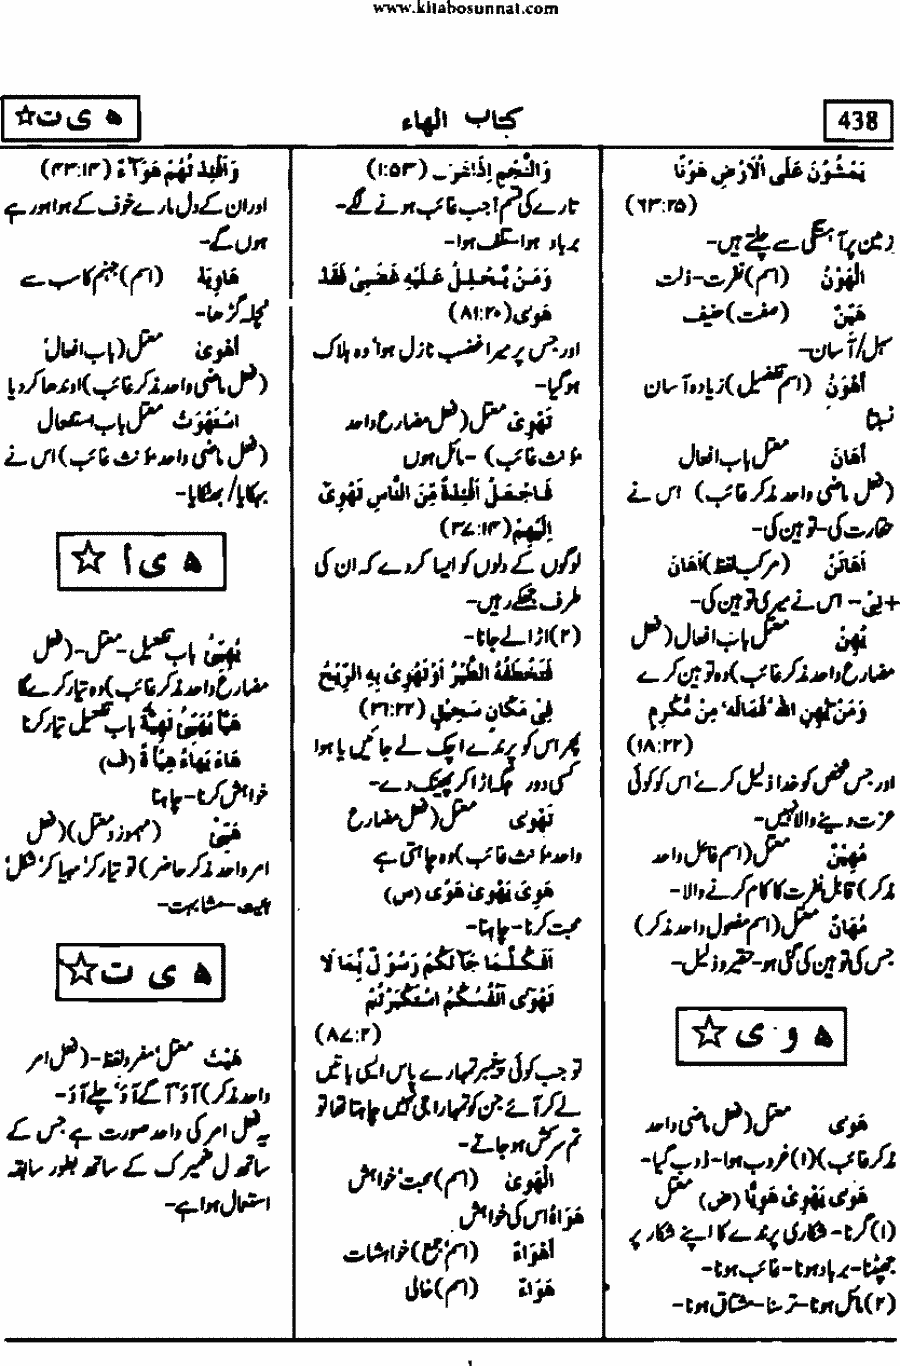 www.kitabosunnat.com
438
کتاب الهاء
ھ ی ت ☆
یَمْشُوْنَ عَلَی الْاَرْضِ هَوْنًا
(۶۳:۲۵)
زمین پر آہستگی سے چلتے ہیں-
الْهَوْنُ (اسم) نفرت-ذلت
هَیِّنٌ (صفت) خفیف
سہل/آسان-
اَهْوَنُ (اسم تفضیل) زیادہ آسان
نسبتاً
اَهَانَ معتل باب افعال
(فعل ماضی واحد مذکر غائب) اس نے
حقارت کی-توہین کی-
اَهَانَنِ (مرکب لفظ) اَهَانَ
+نِیْ- اس نے میری توہین کی-
یُهِنْ معتل باب افعال (فعل
مضارع واحد مذکر غائب) وہ توہین کرے
وَمَنْ یُّهِنِ اللّٰهُ فَمَالَهٗ مِنْ مُّکْرِمٍ
(۱۸:۲۲)
اور جس شخص کو خدا ذلیل کرے اس کو کوئی
عزت دینے والا نہیں-
مُهِیْنٌ معتل (اسم فاعل واحد
مذکر) قابل نفرت کا کام کرنے والا-
مُهَانٌ معتل (اسم مفعول واحد مذکر)
جس کی توہین کی گئی ہو-حقیر و ذلیل-
ھ و ی ☆
هَوٰی معتل (فعل ماضی واحد
مذکر غائب) (۱) غروب ہوا-ڈوب گیا-
هَوٰی یَهْوِیْ هَوِیًّا (ض) معتل
(۱) گرنا-شکاری پرندے کا اپنے شکار پر
جھپٹنا-برباد ہونا-غائب ہونا-
(۲) مائل ہونا-ترسنا-مشتاق ہونا-
وَالنَّجْمِ اِذَا هَوٰی (۱:۵۳)
تارے کی قسم! جب غائب ہونے لگے-
برباد ہوا-تلف ہوا-
وَمَنْ یَّحْلِلْ عَلَیْهِ غَضَبِیْ فَقَدْ
هَوٰی (۸۱:۲۰)
اور جس پر میرا غضب نازل ہوا' وہ ہلاک
ہوگیا-
تَهْوِیْ معتل (فعل مضارع واحد
مؤنث غائب) -مائل ہوں
فَاجْعَلْ اَفْئِدَةً مِّنَ النَّاسِ تَهْوِیْ
اِلَیْهِمْ (۳۷:۱۴)
لوگوں کے دلوں کو ایسا کر دے کہ ان کی
طرف جھکے رہیں-
(۲) اڑا لے جاتا-
فَتَخْطَفُهُ الطَّیْرُ اَوْ تَهْوِیْ بِهِ الرِّیْحُ
فِیْ مَکَانٍ سَحِیْقٍ (۳۱:۲۲)
پھر اس کو پرندے اچک لے جائیں یا ہوا
کسی دور جگہ اڑا کر پھینک دے-
تَهْوٰی معتل (فعل مضارع
واحد مؤنث غائب) وہ چاہتی ہے
هَوِیَ یَهْوٰی هَوًی (س)
محبت کرنا-چاہنا-
اَفَکُلَّمَا جَآءَکُمْ رَسُوْلٌ بِمَا لَا
تَهْوٰی اَنْفُسُکُمُ اسْتَکْبَرْتُمْ
(۸۷:۲)
تو جب کوئی پیغمبر تمہارے پاس ایسی باتیں
لے کر آئے جن کو تمہارا جی نہیں چاہتا تھا تو
تم سرکش ہو جاتے-
الْهَوٰی (اسم) محبت' خواہش
هَوَاهُ اس کی خواہش
اَهْوَاءٌ (اسم' جمع) خواہشات
هَوَاءٌ (اسم) خالی
وَاَفْئِدَتُهُمْ هَوَآءٌ (۴۳:۱۴)
اور ان کے دل مارے خوف کے ہوا ہو رہے
ہوں گے-
هَاوِیَة (اسم) جہنم کا سب سے
نچلا گڑھا-
اَهْوٰی معتل (باب افعال'
(فعل ماضی واحد مذکر غائب) اوندھا کر دیا
اسْتَهْوَتْ معتل باب استفعال
(فعل ماضی واحد مؤنث غائب) اس نے
بہکایا/بھٹکایا-
ھ ی أ ☆
یُهَیِّئْ باب تفعیل-معتل-(فعل
مضارع واحد مذکر غائب) وہ تیار کرے گا
هَیَّأَ یُهَیِّئُ تَهْیِئَةً باب تفعیل تیار کرنا
هَاءَ یَهَاءُ هِیْأَةً (ف)
خواہش کرنا-چاہنا
هَیِّئْ (مہموز و معتل) (فعل
امر واحد مذکر حاضر) تو تیار کر' مہیا کر' شکل'
ہیئت-مشابہت-
ھ ی ت ☆
هَیْتَ معتل' مفرد لفظ-(فعل امر
واحد مذکر) آؤ' آگے آؤ' چلے آؤ-
یہ فعل امر کی واحد صورت ہے جس کے
ساتھ ل ضمیر ک کے ساتھ بطور سابقہ
استعمال ہوا ہے-